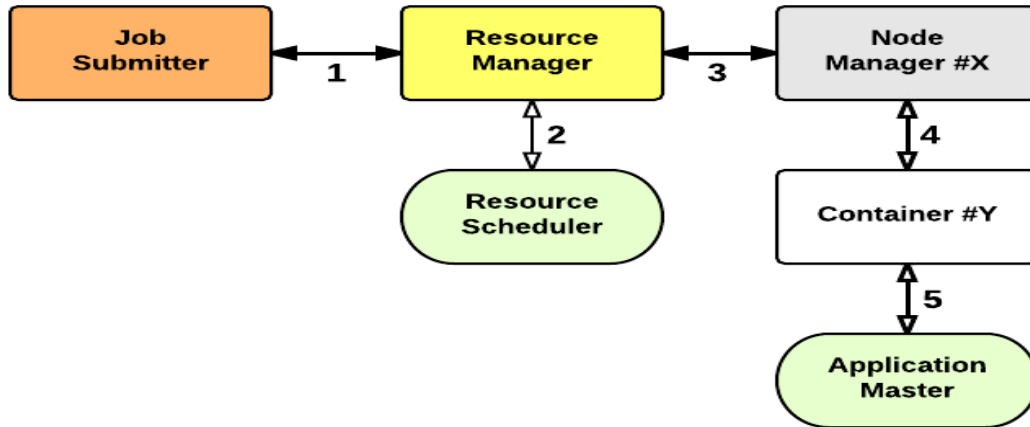 Job
Submitter
1
Resource
Manager
3
Node
Manager #X
2
4
Resource
Scheduler
Container #Y
5
Application
Master